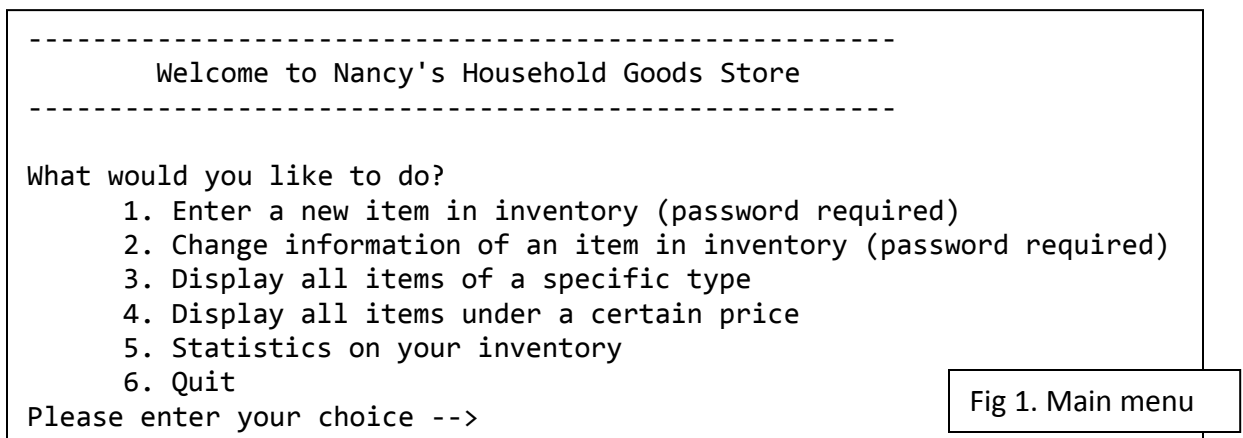 ------------------------------------------------------
Welcome to Nancy's Household Goods Store
------------------------------------------------------
What would you like to do?
1. Enter a new item in inventory (password required)
2. Change information of an item in inventory (password required)
3. Display all items of a specific type
4. Display all items under a certain price
5. Statistics on your inventory
6. Quit
Please enter your choice -->
Fig 1. Main menu